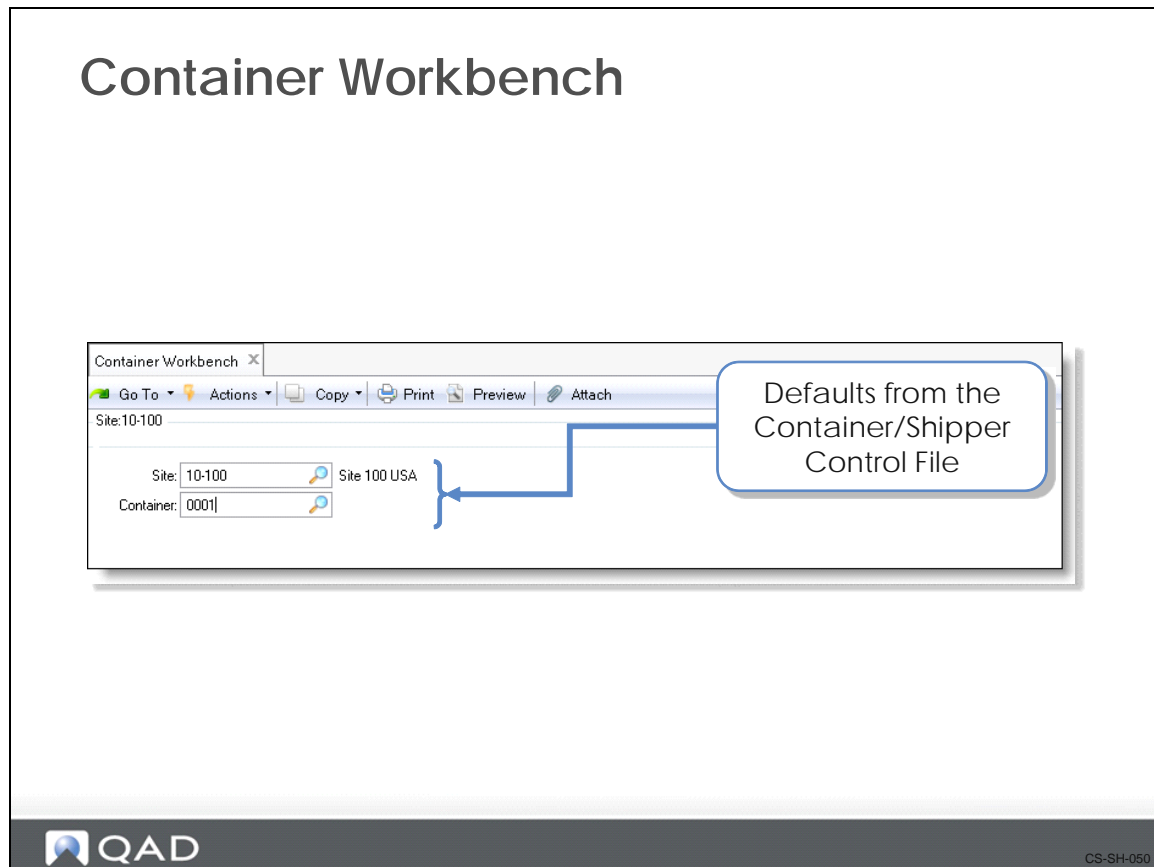 Container Workbench
Container Workbench
Go To Actions Copy Print Preview Attach
Site:10-100
Site: 10-100 Site 100 USA
Container: 0001
Defaults from the
Container/Shipper
Control File
QAD
CS-SH-050